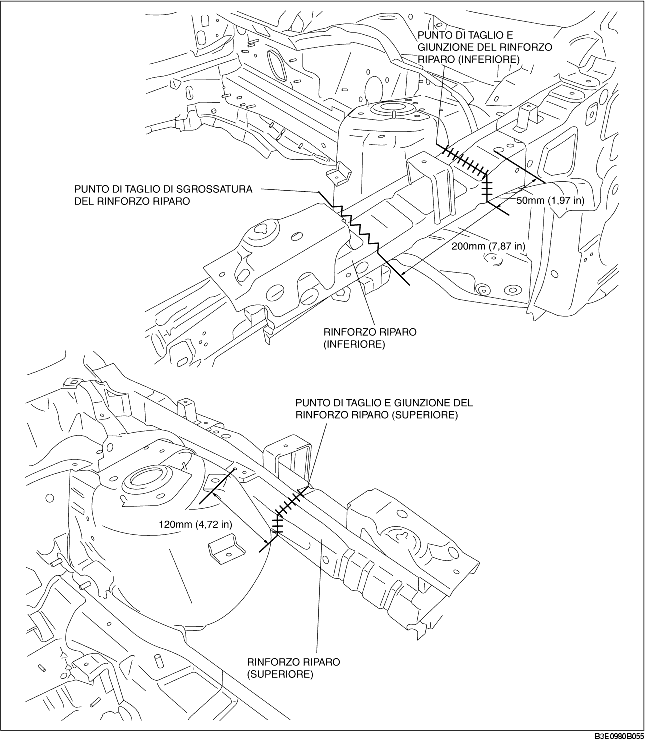 PUNTO DI TAGLIO E
GIUNZIONE DEL RINFORZO
RIPARO (INFERIORE)
PUNTO DI TAGLIO DI SGROSSATURA
DEL RINFORZO RIPARO
50mm (1,97 in)
200mm (7,87 in)
RINFORZO RIPARO
(INFERIORE)
PUNTO DI TAGLIO E GIUNZIONE DEL
RINFORZO RIPARO (SUPERIORE)
120mm (4,72 in)
RINFORZO RIPARO
(SUPERIORE)
B3E0980B055